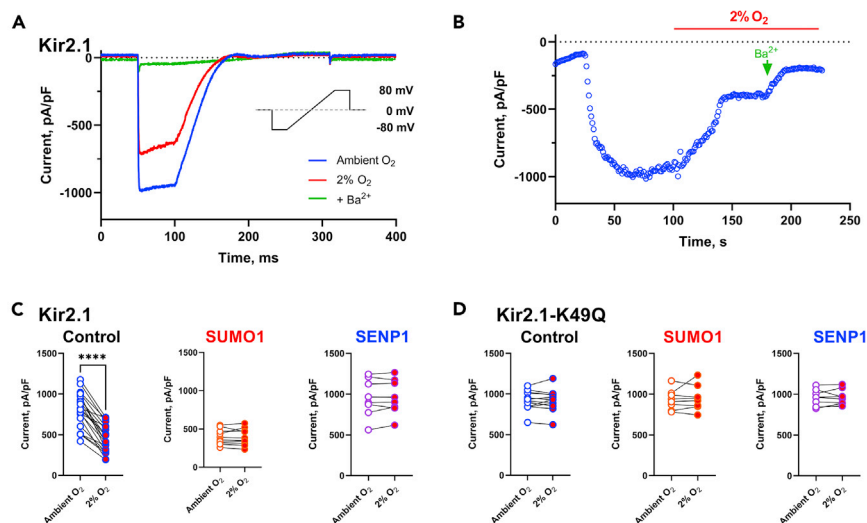 A
Kir2.1
0
-500
-1000
Current, pA/pF
0
100
200
300
400
Time, ms
80 mV
0 mV
-80 mV
Ambient O₂
2% O₂
+ Ba²⁺
B
2% O₂
Ba²⁺
0
-500
-1000
Current, pA/pF
0
50
100
150
200
250
Time, s
C
Kir2.1
Control
****
1500
1000
500
0
Current, pA/pF
Ambient O₂
2% O₂
SUMO1
1500
1000
500
0
Current, pA/pF
Ambient O₂
2% O₂
SENP1
1500
1000
500
0
Current, pA/pF
Ambient O₂
2% O₂
D
Kir2.1-K49Q
Control
1500
1000
500
0
Current, pA/pF
Ambient O₂
2% O₂
SUMO1
1500
1000
500
0
Current, pA/pF
Ambient O₂
2% O₂
SENP1
1500
1000
500
0
Current, pA/pF
Ambient O₂
2% O₂